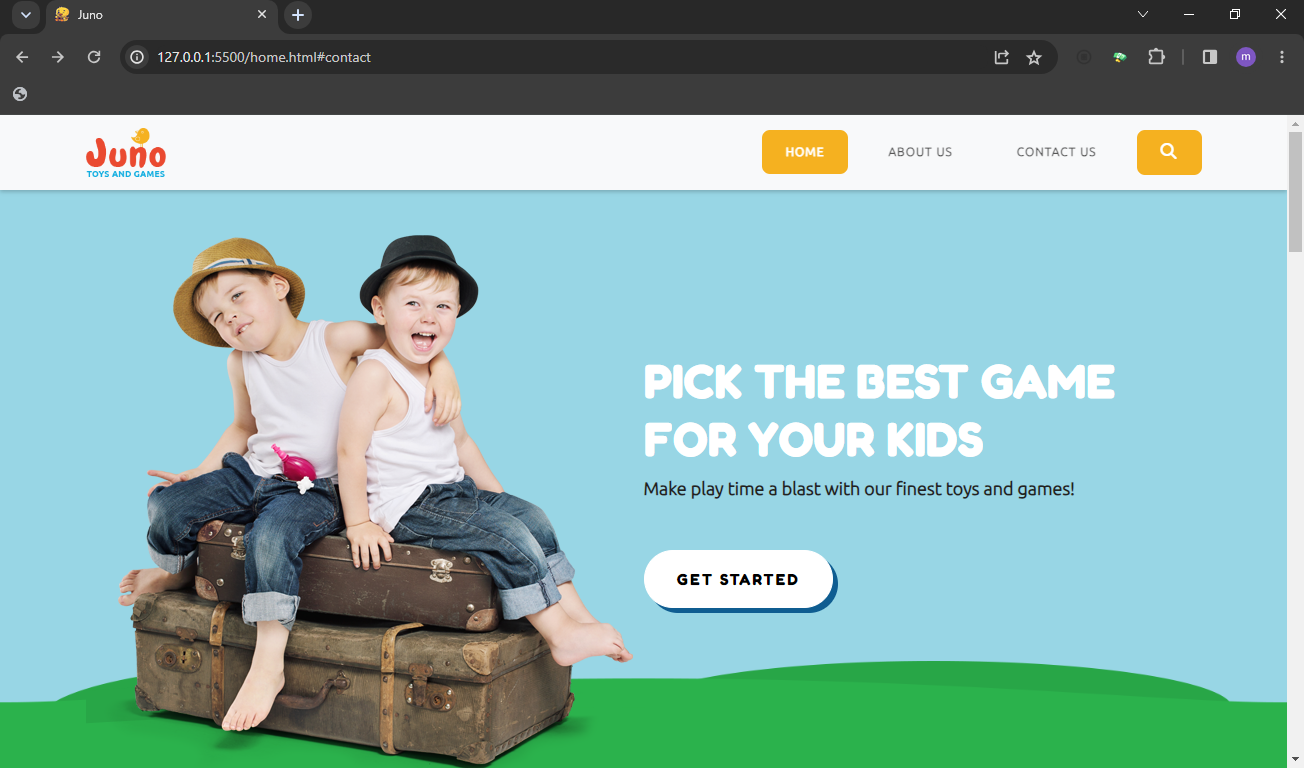 Juno
127.0.0.1:5500/home.html#contact
m
Juno
TOYS AND GAMES
HOME
ABOUT US
CONTACT US
PICK THE BEST GAME
FOR YOUR KIDS
Make play time a blast with our finest toys and games!
GET STARTED